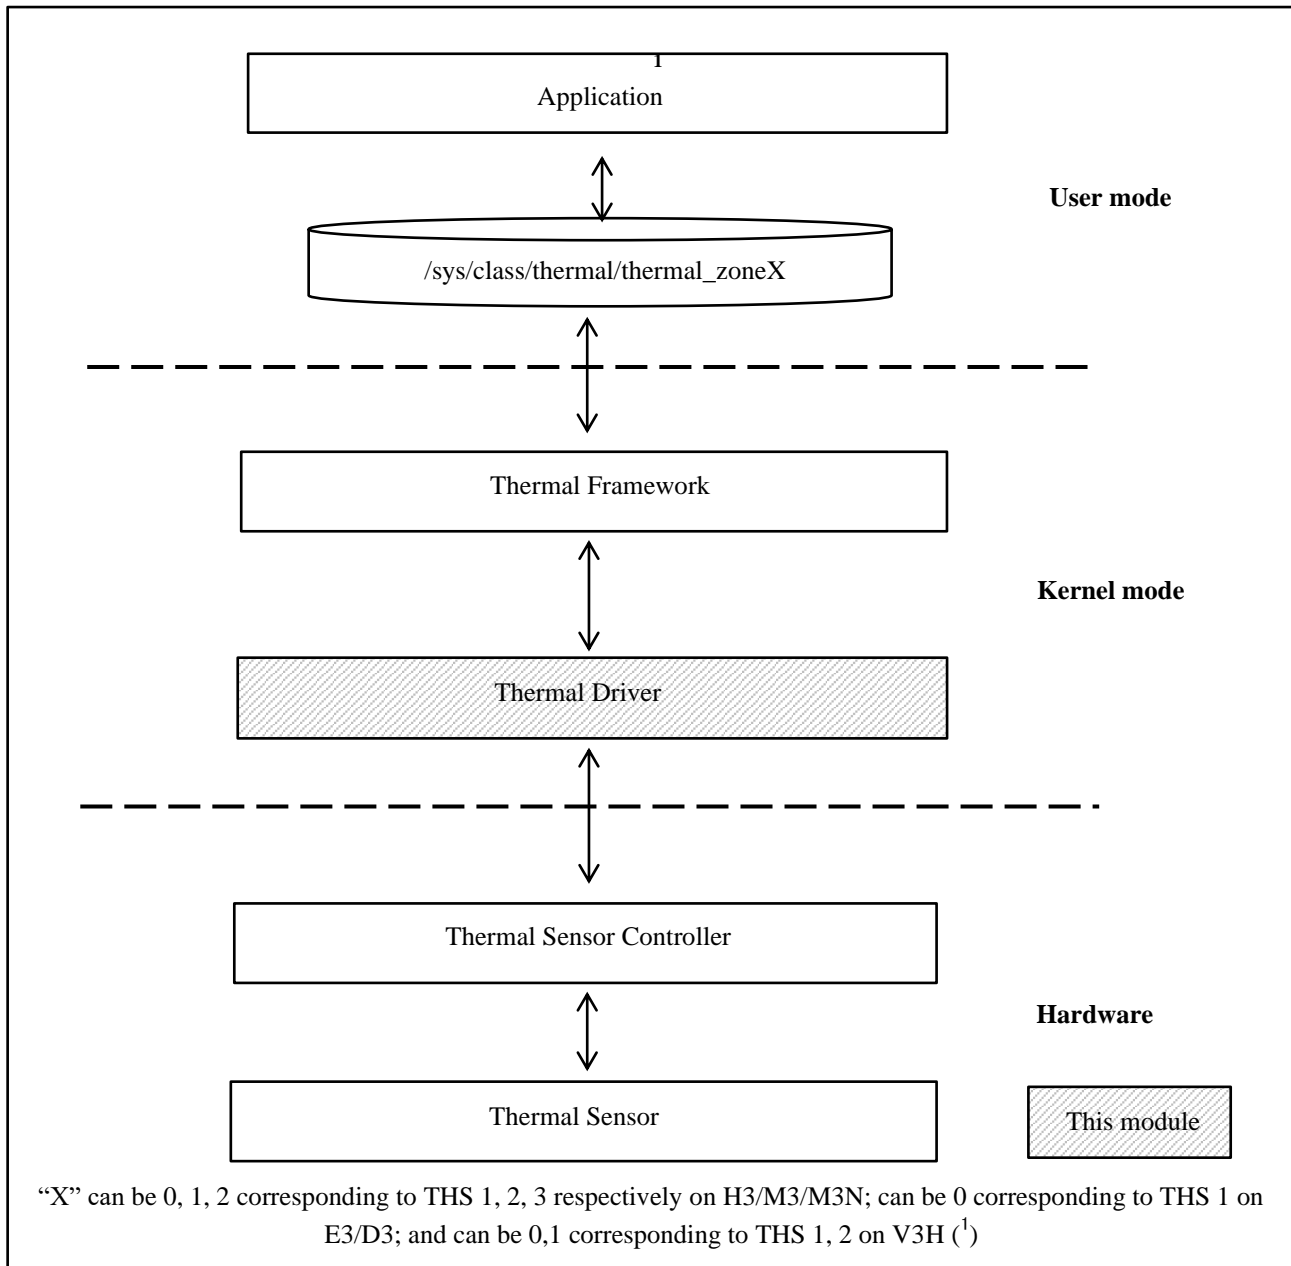 1
Application
User mode
/sys/class/thermal/thermal_zoneX
Thermal Framework
Kernel mode
Thermal Driver
Thermal Sensor Controller
Hardware
Thermal Sensor
This module
“X” can be 0, 1, 2 corresponding to THS 1, 2, 3 respectively on H3/M3/M3N; can be 0 corresponding to THS 1 on
E3/D3; and can be 0,1 corresponding to THS 1, 2 on V3H (¹)